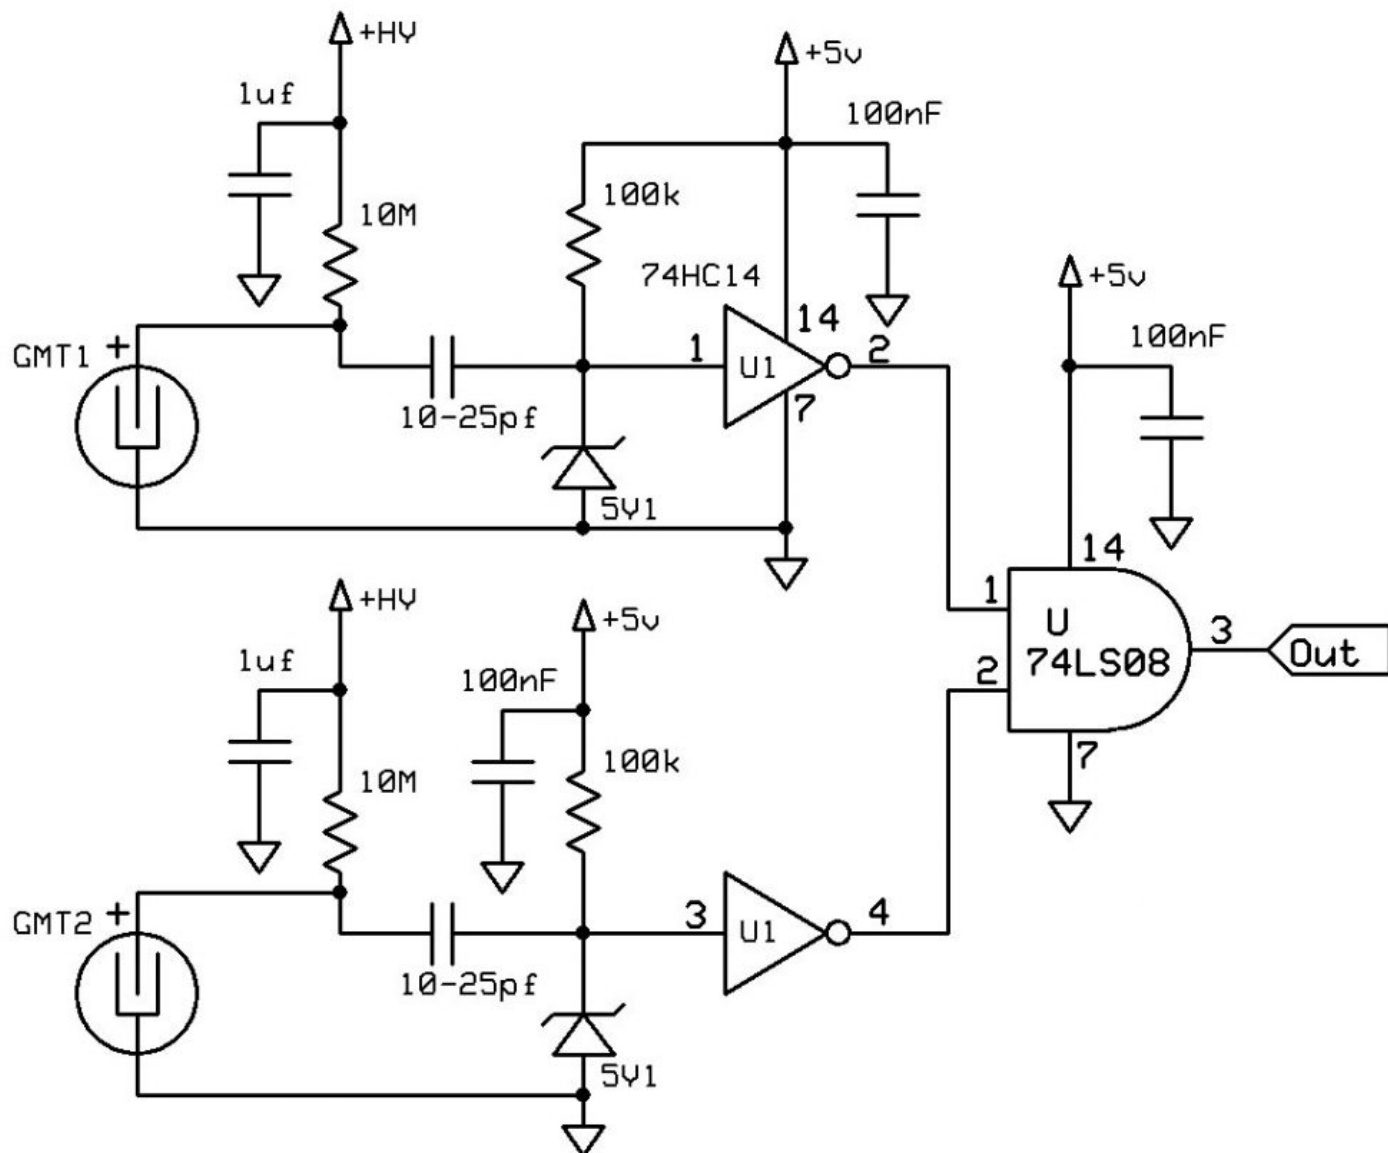 +HV
+5v
1uf
100nF
10M
100k
74HC14
+5v
14
100nF
GMT1
+
1
U1
2
10-25pf
7
5V1
14
+HV
+5v
1
U
3
Out
74LS08
1uf
100nF
2
10M
100k
7
GMT2
+
3
U1
4
10-25pf
5V1